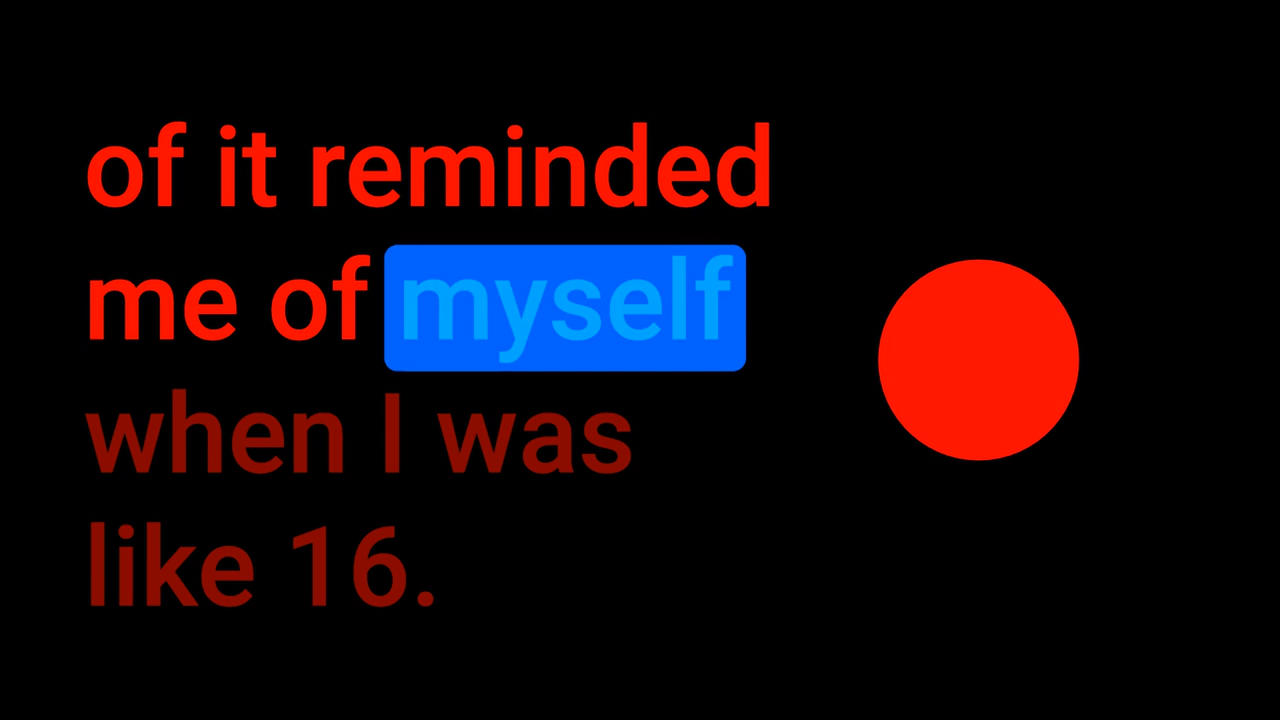 of it reminded
me of myself
when I was
like 16.